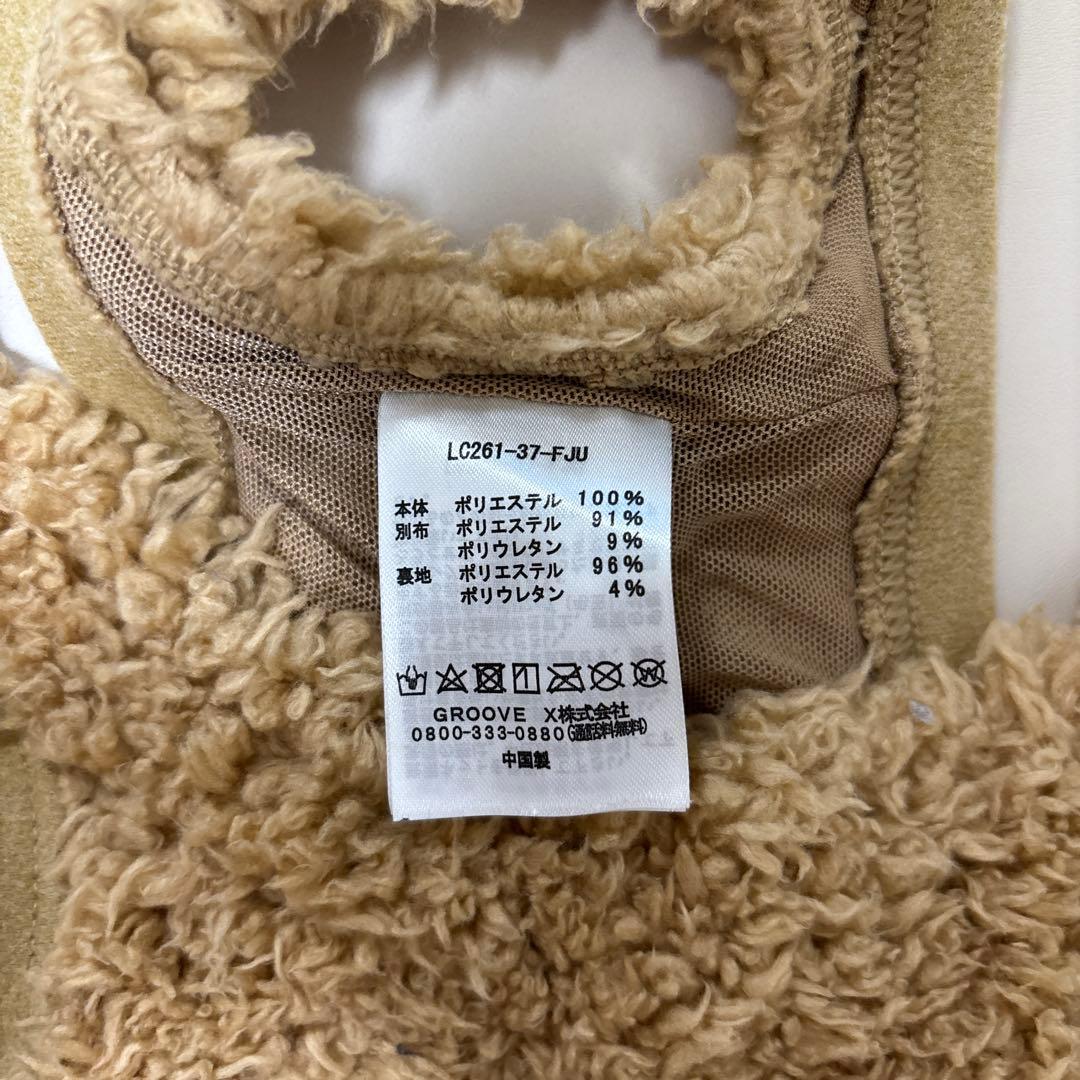 LC261-37-FJU
本体 ポリエステル 100%
別布 ポリエステル 91%
ポリウレタン 9%
裏地 ポリエステル 96%
ポリウレタン 4%
GROOVE X株式会社
0800-333-0880(通話料無料)
中国製